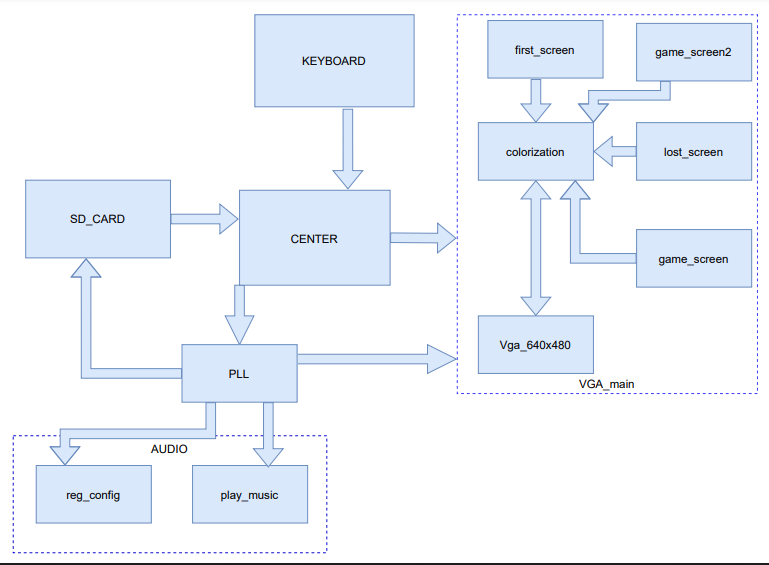 first_screen
game_screen2
KEYBOARD
colorization
lost_screen
SD_CARD
CENTER
game_screen
Vga_640x480
PLL
VGA_main
AUDIO
reg_config
play_music